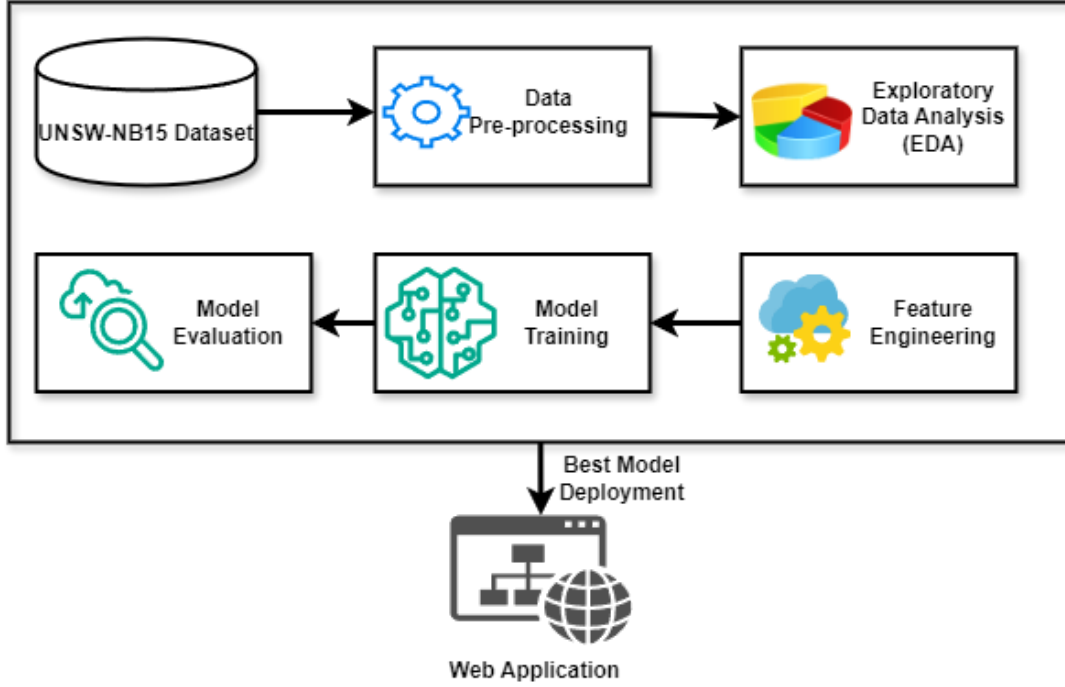 UNSW-NB15 Dataset
Data
Pre-processing
Exploratory
Data Analysis
(EDA)
Model
Evaluation
Model
Training
Feature
Engineering
Best Model
Deployment
Web Application